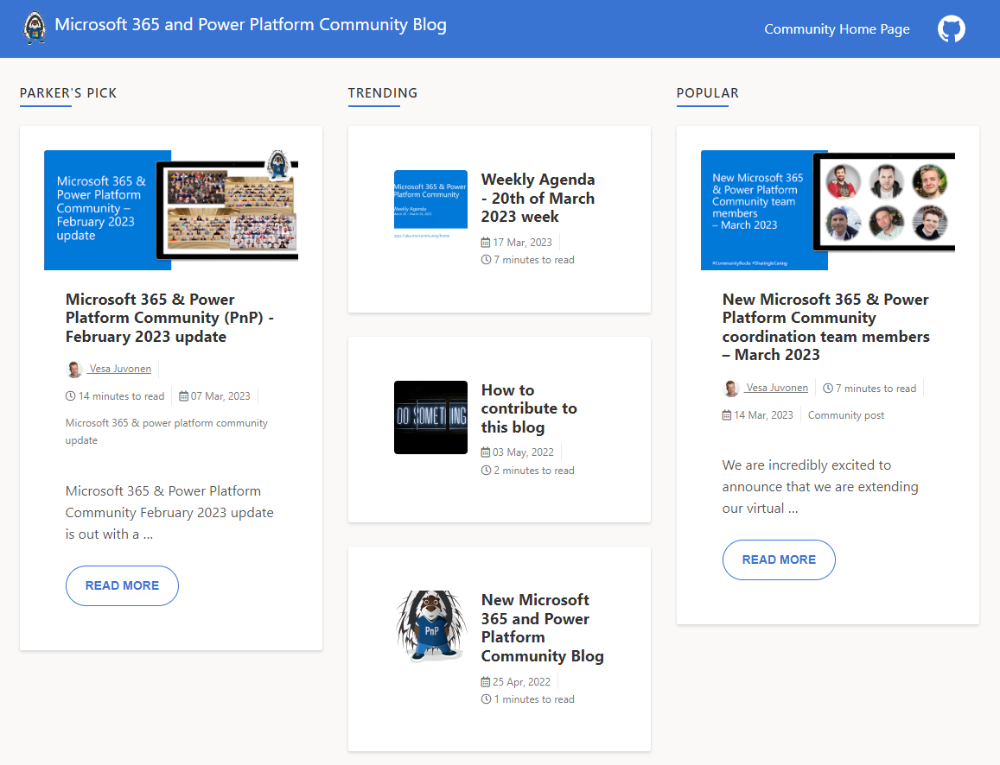 Microsoft 365 and Power Platform Community Blog
Community Home Page
PARKER'S PICK
Microsoft 365 &
Power Platform
Community –
February 2023
update
Microsoft 365 & Power
Platform Community (PnP) -
February 2023 update
Vesa Juvonen
14 minutes to read
07 Mar, 2023
Microsoft 365 & power platform community
update
Microsoft 365 & Power Platform
Community February 2023 update
is out with a ...
READ MORE
TRENDING
Microsoft 365 & Power
Platform Community
Weekly Agenda
https://aka.ms/community/home
Weekly Agenda
- 20th of March
2023 week
17 Mar, 2023
7 minutes to read
DO SOMETHING
How to
contribute to
this blog
03 May, 2022
2 minutes to read
PnP
New Microsoft
365 and Power
Platform
Community Blog
25 Apr, 2022
1 minutes to read
POPULAR
New Microsoft 365
& Power Platform
Community team
members
– March 2023
#CommunityRocks #SharingIsCaring
New Microsoft 365 & Power
Platform Community
coordination team members
– March 2023
Vesa Juvonen
7 minutes to read
14 Mar, 2023
Community post
We are incredibly excited to
announce that we are extending
our virtual ...
READ MORE